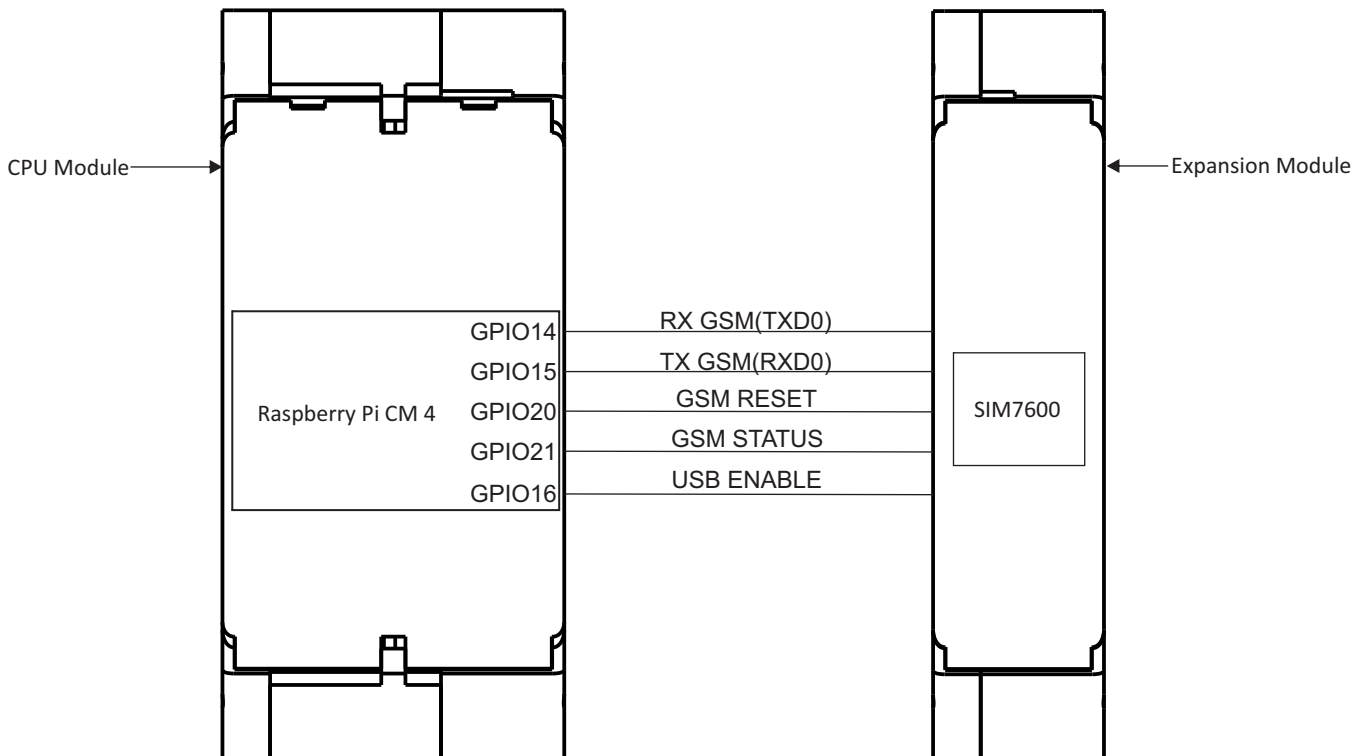 CPU Module
Expansion Module
GPIO14
RX GSM(TXD0)
GPIO15
TX GSM(RXD0)
Raspberry Pi CM 4
GPIO20
GSM RESET
SIM7600
GPIO21
GSM STATUS
GPIO16
USB ENABLE